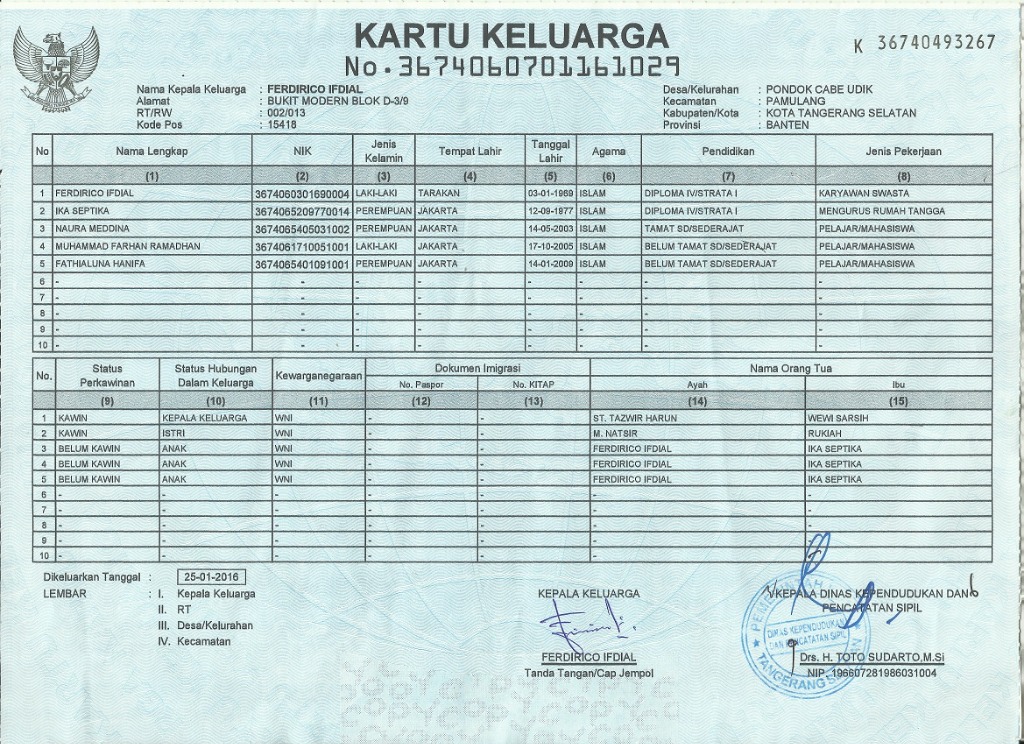 KARTU KELUARGA
K 36740493267
No.3674060701161029
Nama Kepala Keluarga : FERDIRICO IFDIAL Desa/Kelurahan : PONDOK CABE UDIK
Alamat : BUKIT MODERN BLOK D-3/9 Kecamatan : PAMULANG
RT/RW : 002/013 Kabupaten/Kota : KOTA TANGERANG SELATAN
Kode Pos : 15418 Provinsi : BANTEN
No Nama Lengkap NIK Jenis Kelamin Tempat Lahir Tanggal Lahir Agama Pendidikan Jenis Pekerjaan
(1) (2) (3) (4) (5) (6) (7) (8)
1 FERDIRICO IFDIAL 3674060301690004 LAKI-LAKI TARAKAN 03-01-1969 ISLAM DIPLOMA IV/STRATA I KARYAWAN SWASTA
2 IKA SEPTIKA 3674065209770014 PEREMPUAN JAKARTA 12-09-1977 ISLAM DIPLOMA IV/STRATA I MENGURUS RUMAH TANGGA
3 NAURA MEDDINA 3674065405031002 PEREMPUAN JAKARTA 14-05-2003 ISLAM TAMAT SD/SEDERAJAT PELAJAR/MAHASISWA
4 MUHAMMAD FARHAN RAMADHAN 3674061710051001 LAKI-LAKI JAKARTA 17-10-2005 ISLAM BELUM TAMAT SD/SEDERAJAT PELAJAR/MAHASISWA
5 FATHIALUNA HANIFA 3674065401091001 PEREMPUAN JAKARTA 14-01-2009 ISLAM BELUM TAMAT SD/SEDERAJAT PELAJAR/MAHASISWA
6 - - - - - - - -
7 - - - - - - - -
8 - - - - - - - -
9 - - - - - - - -
10 - - - - - - - -
No. Status Perkawinan Status Hubungan Dalam Keluarga Kewarganegaraan Dokumen Imigrasi Nama Orang Tua
No. Paspor No. KITAP Ayah Ibu
(9) (10) (11) (12) (13) (14) (15)
1 KAWIN KEPALA KELUARGA WNI - - ST. TAZWIR HARUN WEWI SARSIH
2 KAWIN ISTRI WNI - - M. NATSIR RUKIAH
3 BELUM KAWIN ANAK WNI - - FERDIRICO IFDIAL IKA SEPTIKA
4 BELUM KAWIN ANAK WNI - - FERDIRICO IFDIAL IKA SEPTIKA
5 BELUM KAWIN ANAK WNI - - FERDIRICO IFDIAL IKA SEPTIKA
6 - - - - - - -
7 - - - - - - -
8 - - - - - - -
9 - - - - - - -
10 - - - - - - -
Dikeluarkan Tanggal : 25-01-2016
LEMBAR : I. Kepala Keluarga
II. RT
III. Desa/Kelurahan
IV. Kecamatan
KEPALA KELUARGA
FERDIRICO IFDIAL
Tanda Tangan/Cap Jempol
KEPALA DINAS KEPENDUDUKAN DAN
PENCATATAN SIPIL
DINAS KEPENDUDUKAN
DAN PENCATATAN SIPIL
TANGERANG SELATAN
Drs. H. TOTO SUDARTO,M.Si
NIP. 196607281986031004